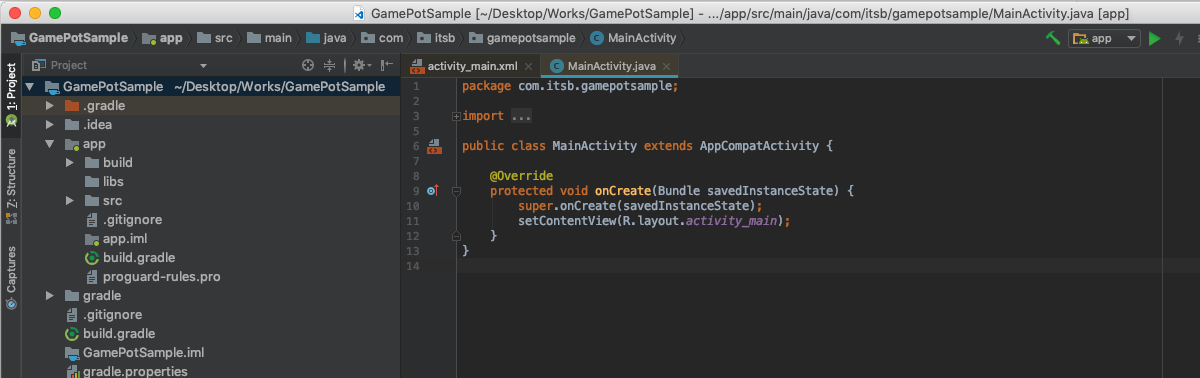 GamePotSample [~/Desktop/Works/GamePotSample] - .../app/src/main/java/com/itsb/gamepotsample/MainActivity.java [app]
GamePotSample app src main java com itsb gamepotsample MainActivity app
1: Project
Z: Structure
Captures
Project
GamePotSample ~/Desktop/Works/GamePotSample
.gradle
.idea
app
build
libs
src
.gitignore
app.iml
build.gradle
proguard-rules.pro
gradle
.gitignore
build.gradle
GamePotSample.iml
gradle.properties
activity_main.xml MainActivity.java
1 package com.itsb.gamepotsample;
2
3 import ...
5
6 public class MainActivity extends AppCompatActivity {
7
8 @Override
9 protected void onCreate(Bundle savedInstanceState) {
10 super.onCreate(savedInstanceState);
11 setContentView(R.layout.activity_main);
12 }
13 }
14